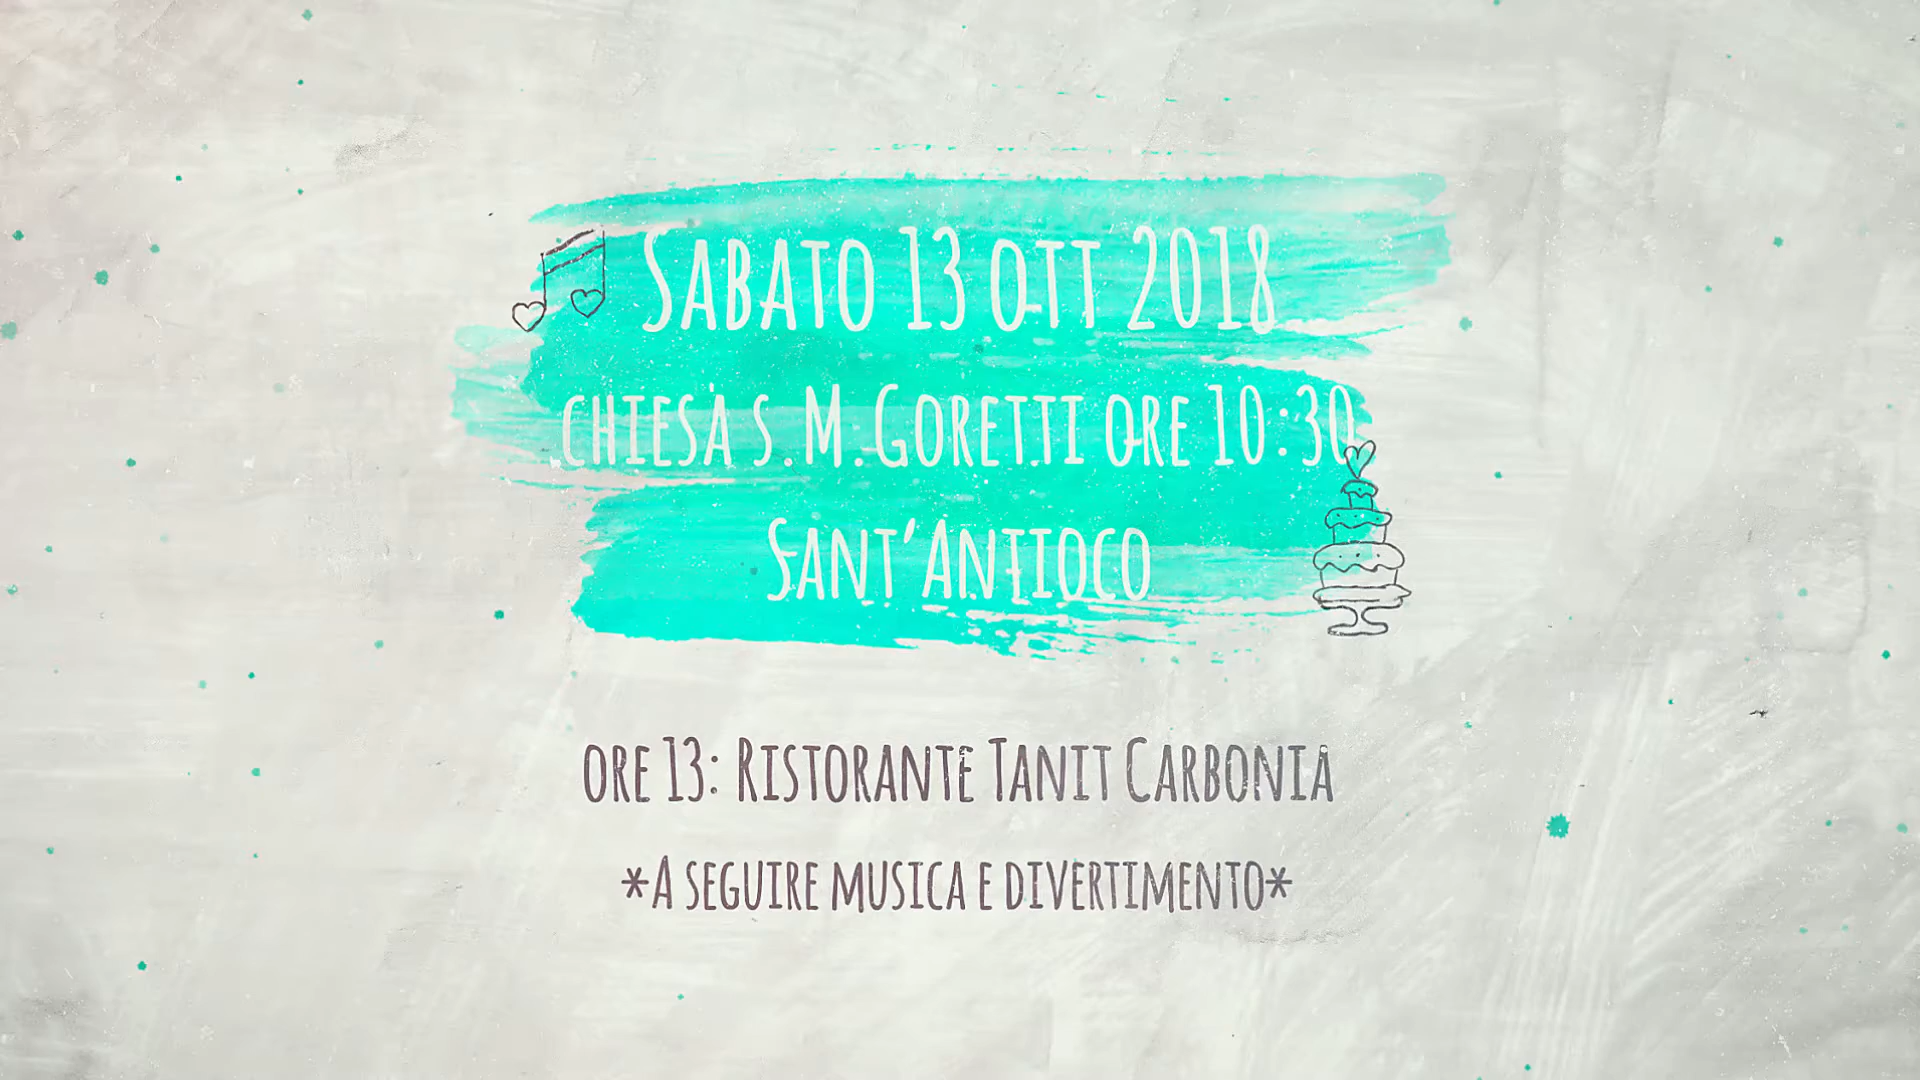 Sabato 13 ott 2018
chiesa s.M.Goretti ore 10:30
Sant'Antioco
ore 13: Ristorante Tanit Carbonia
*A seguire musica e divertimento*